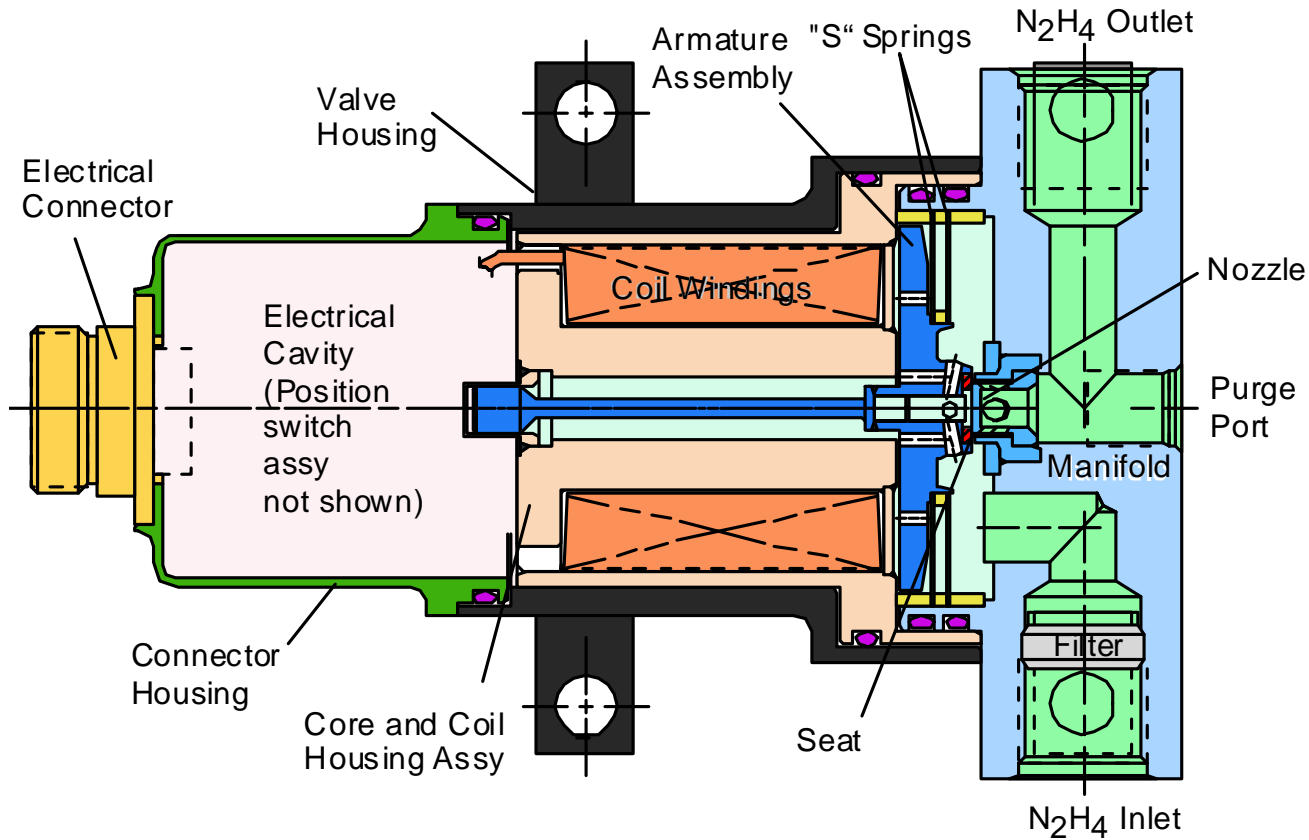 N2H4 Outlet
Armature
Assembly
"S“ Springs
Valve
Housing
Electrical
Connector
Nozzle
Coil Windings
Electrical
Cavity
(Position
switch
assy
not shown)
Purge
Port
Manifold
Filter
Connector
Housing
Core and Coil
Housing Assy
Seat
N2H4 Inlet